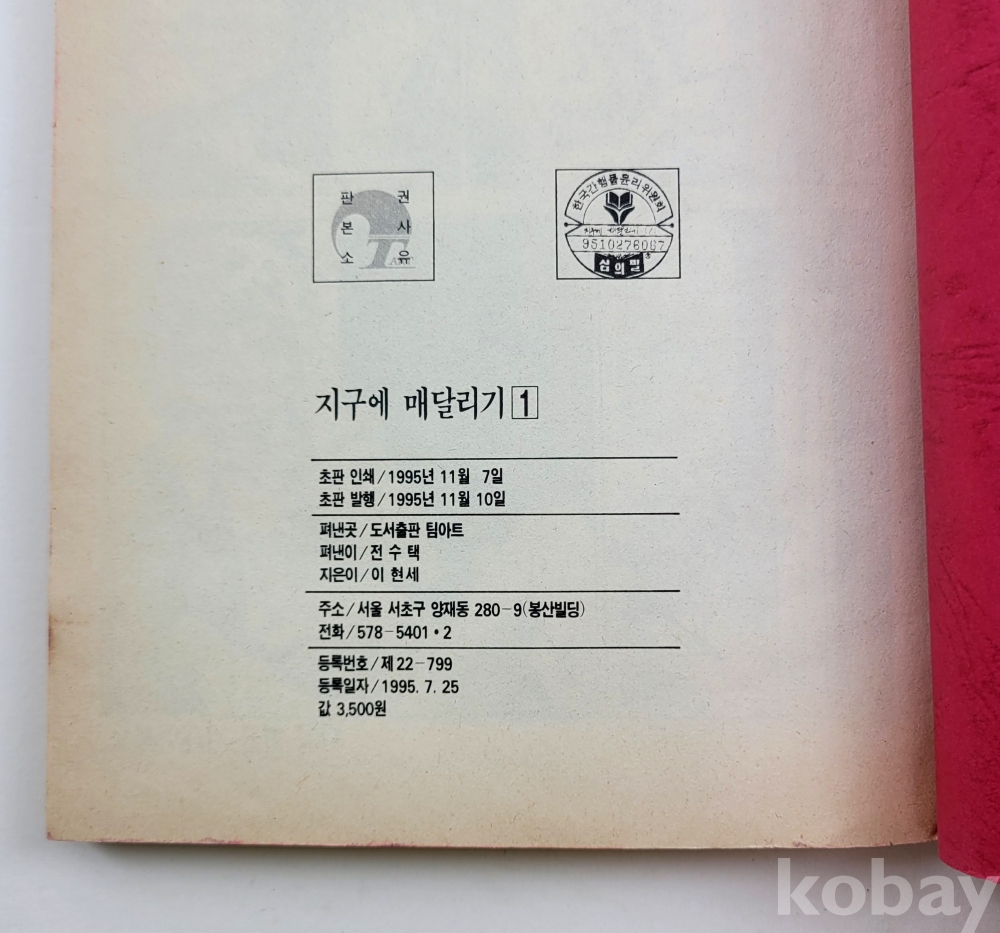 판 권
본 사
소 유
한국간행물윤리위원회
9510276067
심의필
지구에 매달리기 1
초판 인쇄/1995년 11월 7일
초판 발행/1995년 11월 10일
펴낸곳/도서출판 팀아트
펴낸이/전 수 택
지은이/이 현세
주소/서울 서초구 양재동 280-9(봉산빌딩)
전화/578-5401·2
등록번호/제22-799
등록일자/1995. 7. 25
값 3,500원
kobay